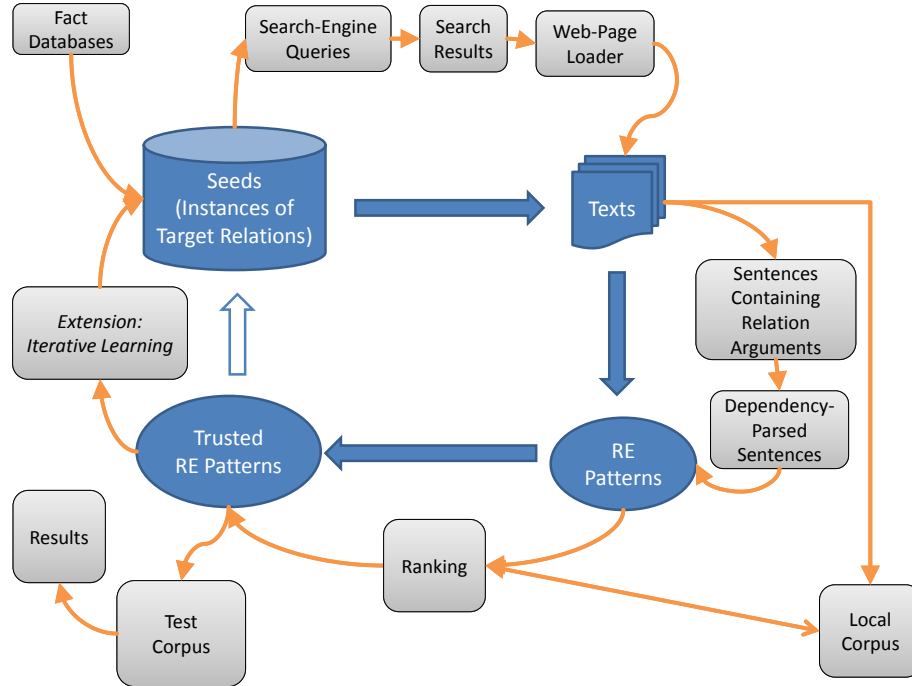 Fact
Databases
Search-Engine
Queries
Search
Results
Web-Page
Loader
Seeds
(Instances of
Target Relations)
Texts
Sentences
Containing
Relation
Arguments
Extension:
Iterative Learning
Dependency-
Parsed
Sentences
Trusted
RE Patterns
RE
Patterns
Results
Ranking
Test
Corpus
Local
Corpus